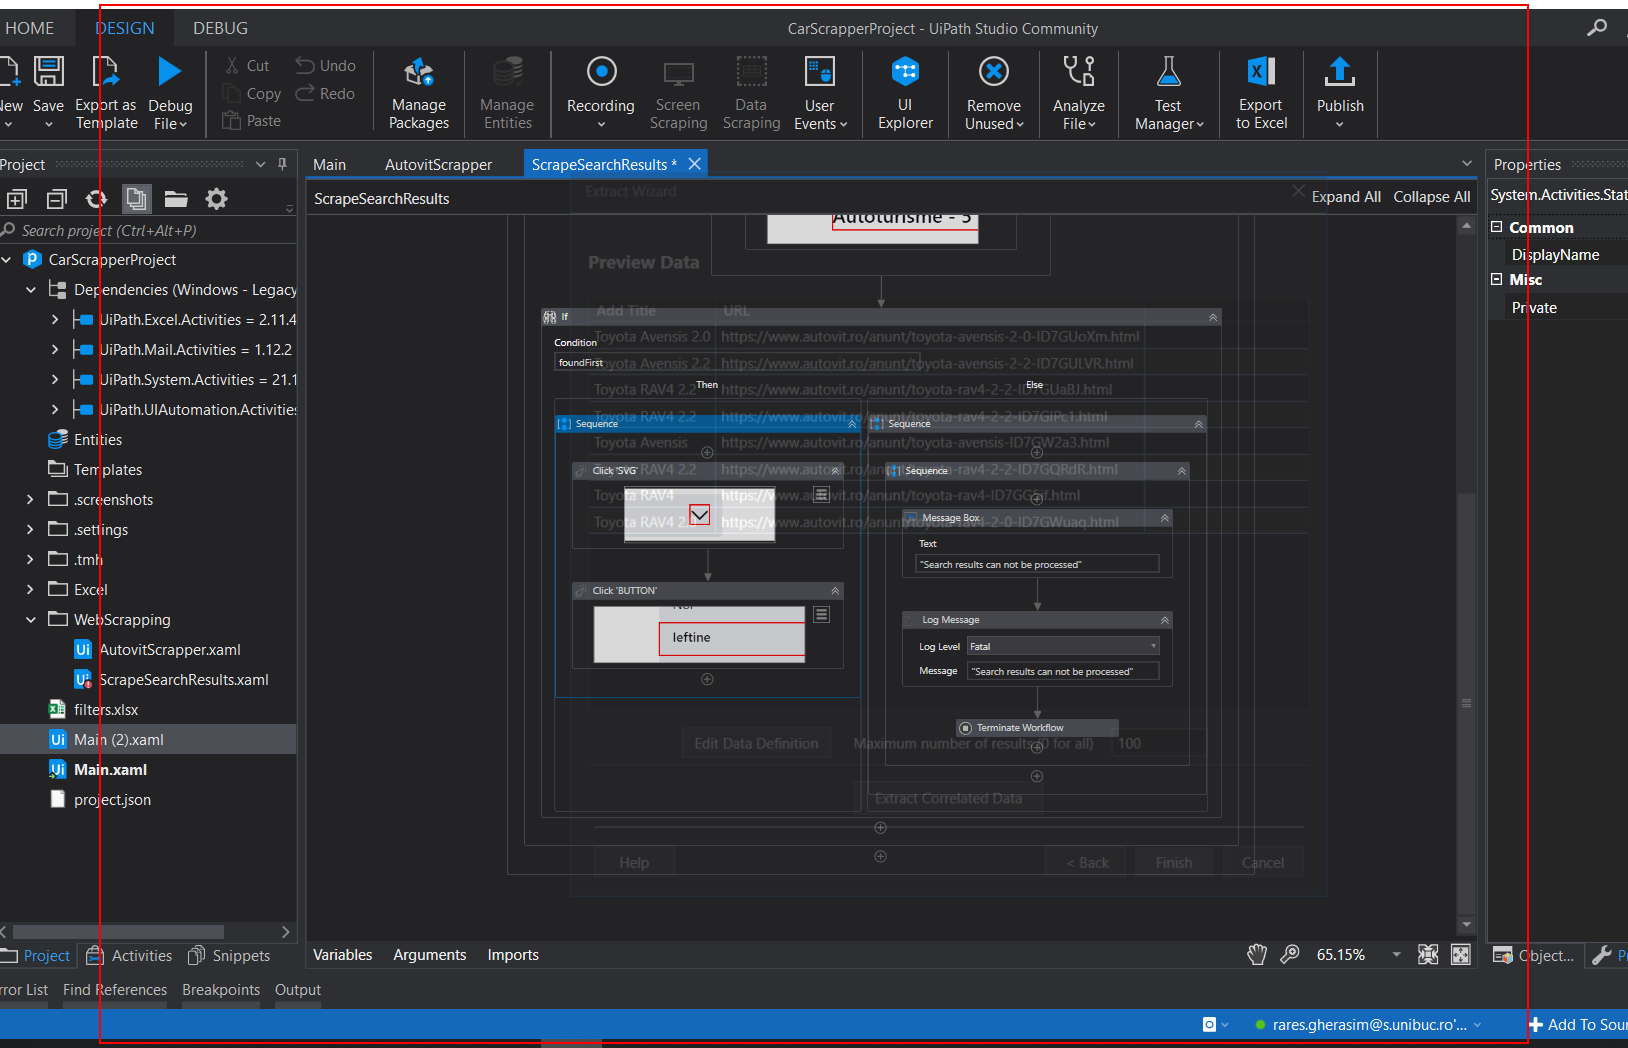 HOME DESIGN DEBUG
CarScrapperProject - UiPath Studio Community
New Save Export as Template Debug File
Cut Undo
Copy Redo
Paste
Manage Packages
Manage Entities
Recording
Screen Scraping
Data Scraping
User Events
UI Explorer
Remove Unused
Analyze File
Test Manager
Export to Excel
Publish
Project
Main AutovitScrapper ScrapeSearchResults *
Properties
ScrapeSearchResults
Extract Wizard
Expand All Collapse All
System.Activities.Stat
Search project (Ctrl+Alt+P)
CarScrapperProject
Dependencies (Windows - Legacy
UiPath.Excel.Activities = 2.11.4
UiPath.Mail.Activities = 1.12.2
UiPath.System.Activities = 21.1
UiPath.UIAutomation.Activities
Entities
Templates
.screenshots
.settings
.tmh
Excel
WebScrapping
AutovitScrapper.xaml
ScrapeSearchResults.xaml
filters.xlsx
Main (2).xaml
Main.xaml
project.json
Autoturisme - 5
Preview Data
Add Title URL
Toyota Avensis 2.0 https://www.autovit.ro/anunt/toyota-avensis-2-0-ID7GUoXm.html
Toyota Avensis 2.2 https://www.autovit.ro/anunt/toyota-avensis-2-2-ID7GULVR.html
Toyota RAV4 2.2 https://www.autovit.ro/anunt/toyota-rav4-2-2-ID7GUaBJ.html
Toyota RAV4 2.2 https://www.autovit.ro/anunt/toyota-rav4-2-2-ID7GIPc1.html
Toyota Avensis https://www.autovit.ro/anunt/toyota-avensis-ID7GW2a3.html
RAV4 2.2 https://www.autovit.ro/anunt/toyota-rav4-2-2-ID7GQRdR.html
Toyota RAV4
Toyota RAV4 https://www.autovit.ro/anunt/toyota-rav4-2-0-ID7GWuaq.html
If
Condition
foundFirst
Then Else
Sequence
Click 'SVG'
Click 'BUTTON'
Ieftine
Sequence
Sequence
Message Box
Text
"Search results can not be processed"
Log Message
Log Level Fatal
Message "Search results can not be processed"
Terminate Workflow
Edit Data Definition Maximum number of results (0 for all) 100
Extract Correlated Data
Help < Back Finish Cancel
Common
DisplayName
Misc
Private
Project Activities Snippets
Variables Arguments Imports
65.15%
Object...
rror List Find References Breakpoints Output
rares.gherasim@s.unibuc.ro'...
Add To Sour